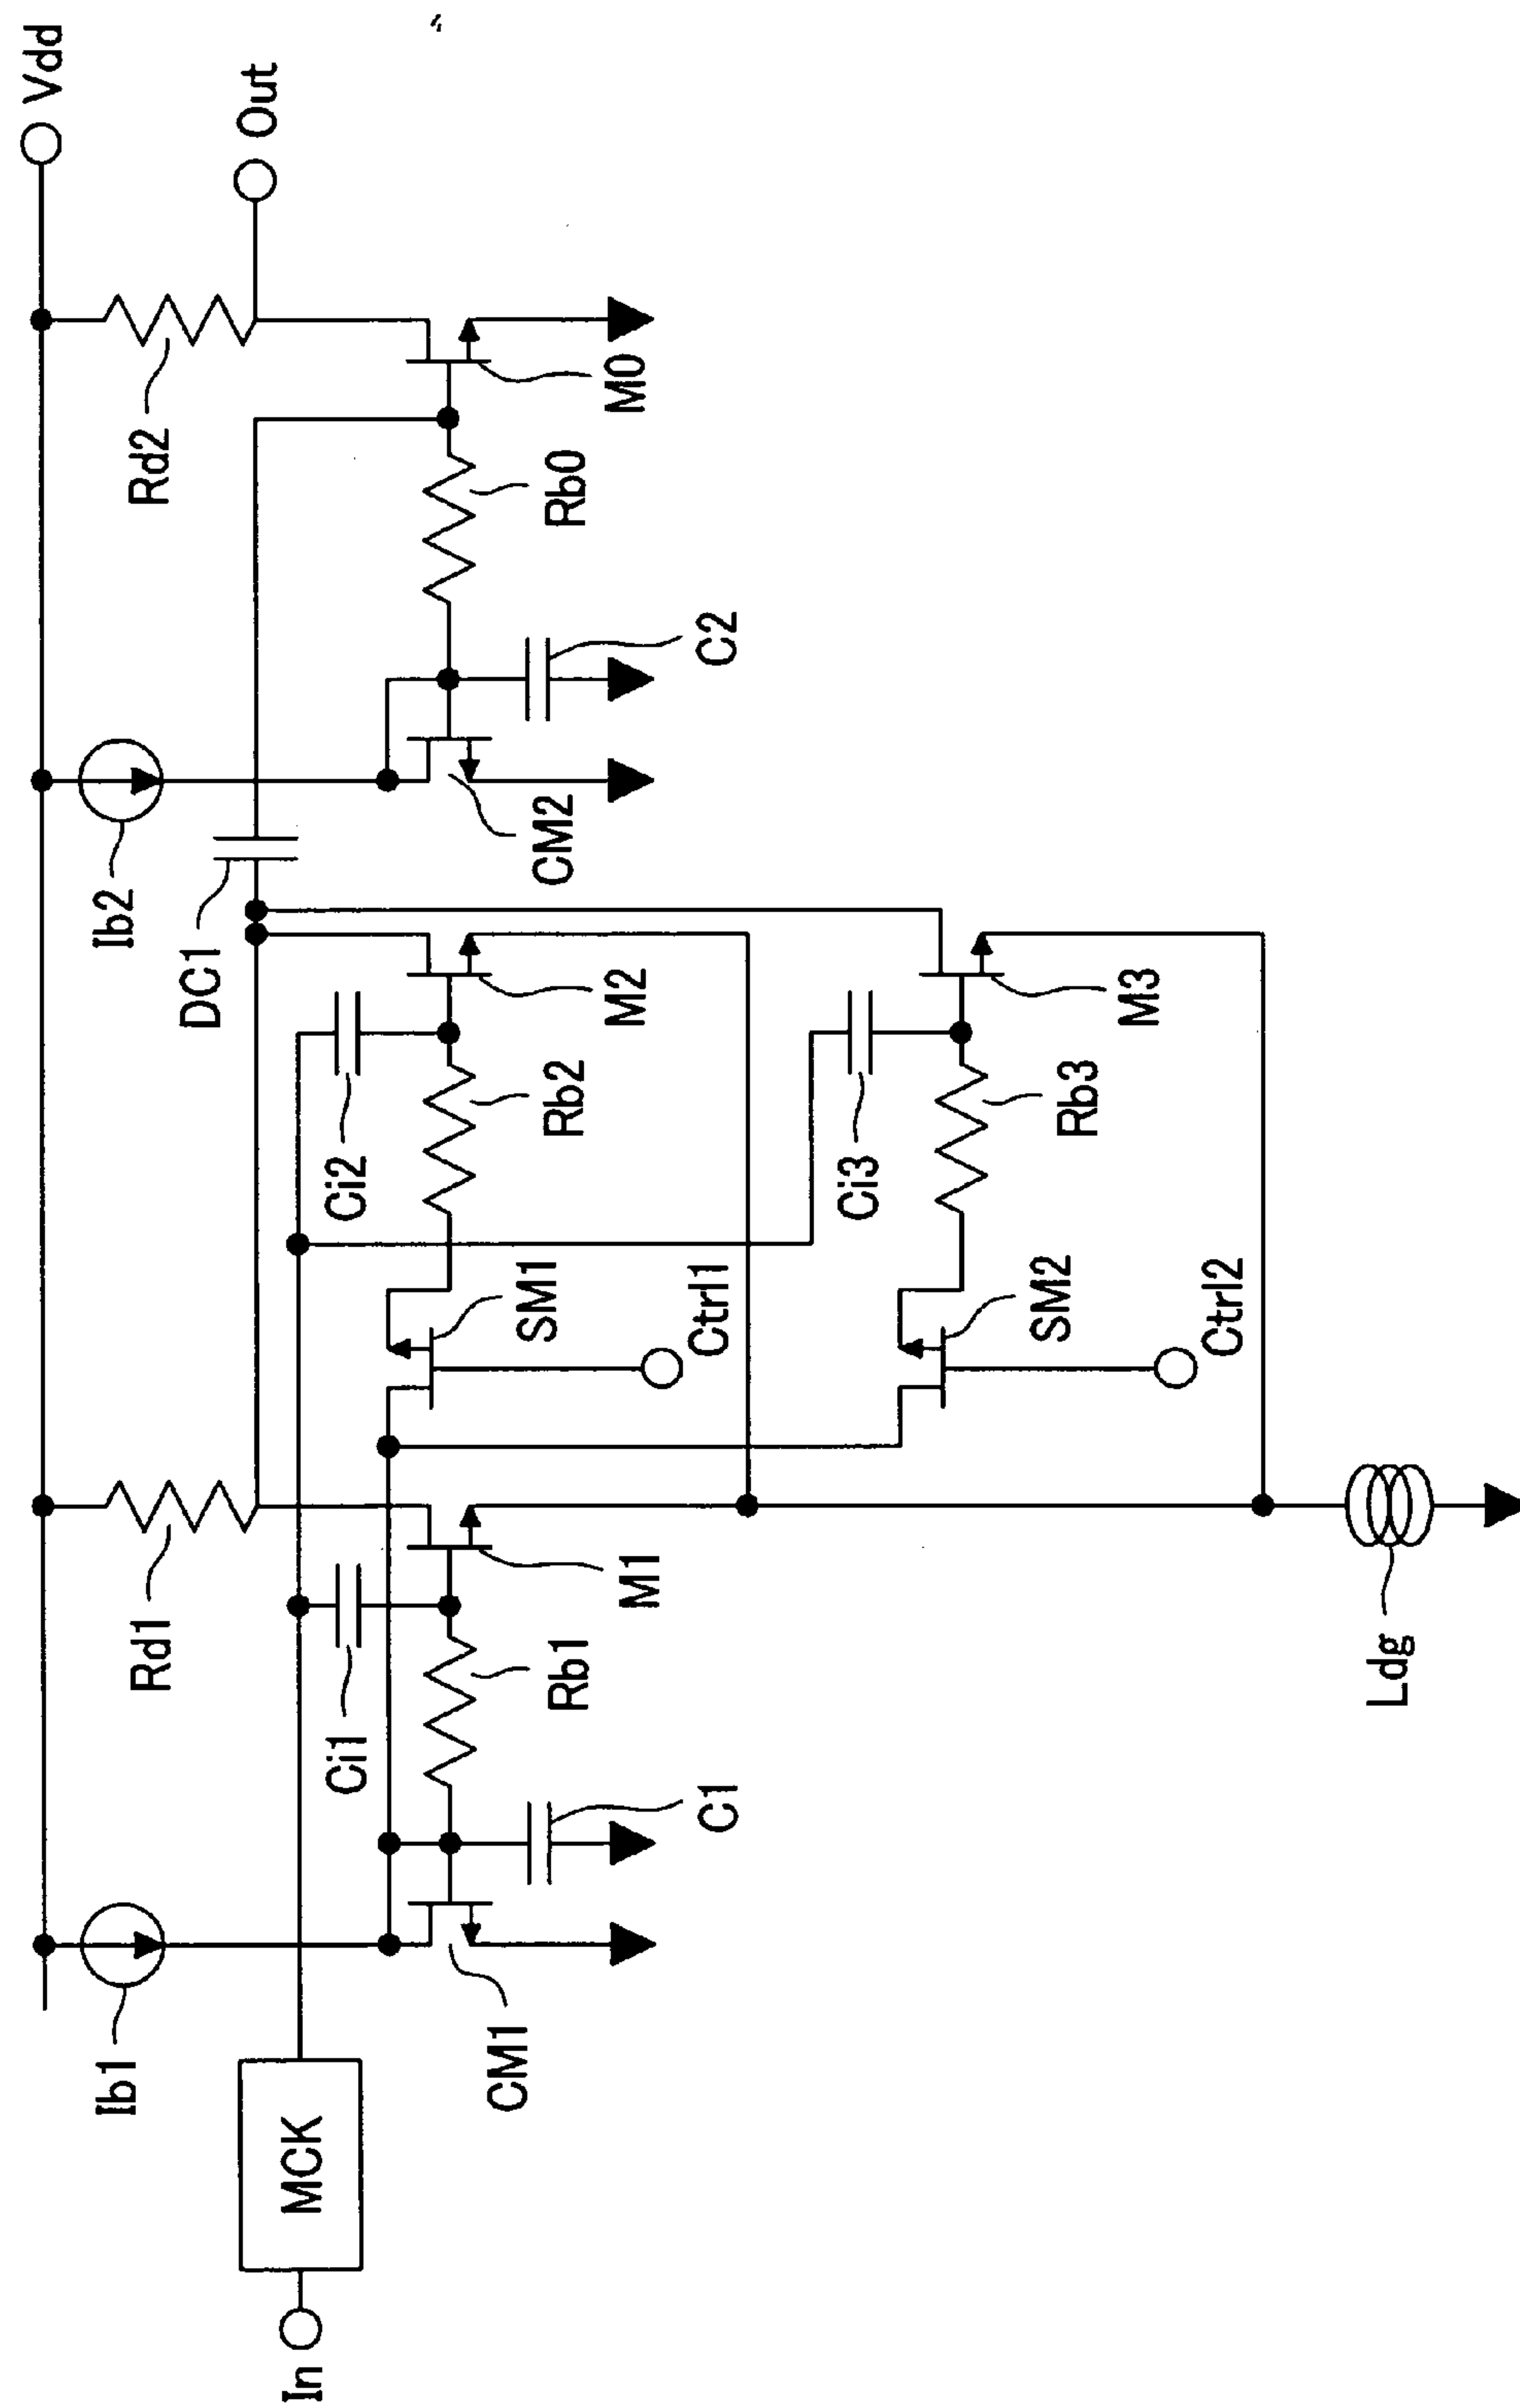 Vdd
Out
Rd2
M0
Rb0
C2
Ib2
CM2
DC1
M2
M3
Ci2
Rb2
Ci3
Rb3
SM1
Ctrl1
SM2
Ctrl2
Rd1
M1
Ci1
Rb1
C1
Ldg
Ib1
CM1
MCK
In